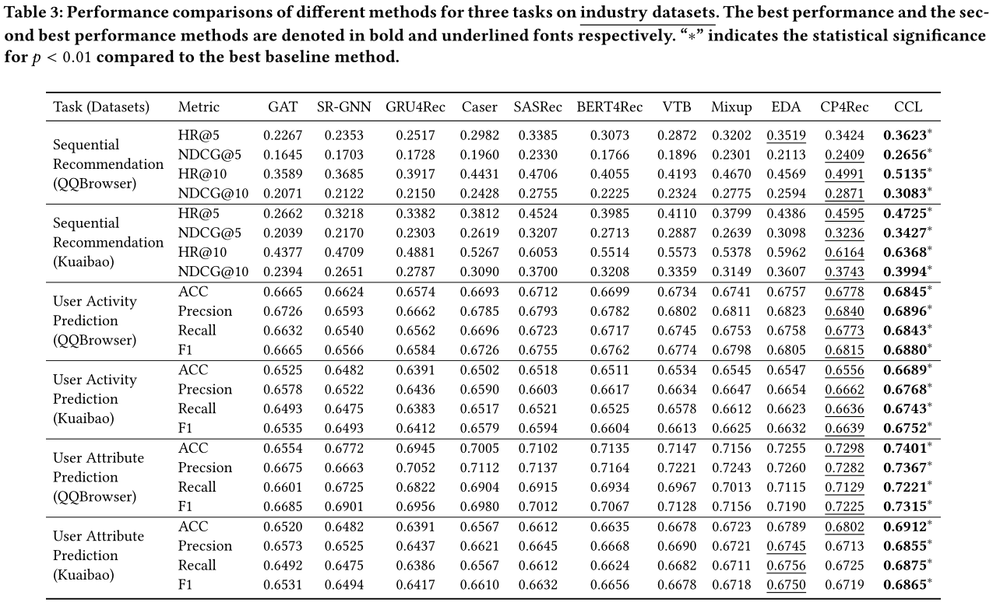 Table 3: Performance comparisons of different methods for three tasks on industry datasets. The best performance and the sec-
ond best performance methods are denoted in bold and underlined fonts respectively. “∗” indicates the statistical significance
for p < 0.01 compared to the best baseline method.
Task (Datasets) Metric GAT SR-GNN GRU4Rec Caser SASRec BERT4Rec VTB Mixup EDA CP4Rec CCL
Sequential
Recommendation
(QQBrowser)
HR@5 0.2267 0.2353 0.2517 0.2982 0.3385 0.3073 0.2872 0.3202 0.3519 0.3424 0.3623*
NDCG@5 0.1645 0.1703 0.1728 0.1960 0.2330 0.1766 0.1896 0.2301 0.2113 0.2409 0.2656*
HR@10 0.3589 0.3685 0.3917 0.4431 0.4706 0.4055 0.4193 0.4670 0.4569 0.4991 0.5135*
NDCG@10 0.2071 0.2122 0.2150 0.2428 0.2755 0.2225 0.2324 0.2775 0.2594 0.2871 0.3083*
Sequential
Recommendation
(Kuaibao)
HR@5 0.2662 0.3218 0.3382 0.3812 0.4524 0.3985 0.4110 0.3799 0.4386 0.4595 0.4725*
NDCG@5 0.2039 0.2170 0.2303 0.2619 0.3207 0.2713 0.2887 0.2639 0.3098 0.3236 0.3427*
HR@10 0.4377 0.4709 0.4881 0.5267 0.6053 0.5514 0.5573 0.5378 0.5962 0.6164 0.6368*
NDCG@10 0.2394 0.2651 0.2787 0.3090 0.3700 0.3208 0.3359 0.3149 0.3607 0.3743 0.3994*
User Activity
Prediction
(QQBrowser)
ACC 0.6665 0.6624 0.6574 0.6693 0.6712 0.6699 0.6734 0.6741 0.6757 0.6778 0.6845*
Precsion 0.6726 0.6593 0.6662 0.6785 0.6793 0.6782 0.6802 0.6811 0.6823 0.6840 0.6896*
Recall 0.6632 0.6540 0.6562 0.6696 0.6723 0.6717 0.6745 0.6753 0.6758 0.6773 0.6843*
F1 0.6665 0.6566 0.6584 0.6726 0.6755 0.6762 0.6774 0.6798 0.6805 0.6815 0.6880*
User Activity
Prediction
(Kuaibao)
ACC 0.6525 0.6482 0.6391 0.6502 0.6518 0.6511 0.6534 0.6545 0.6547 0.6556 0.6689*
Precsion 0.6578 0.6522 0.6436 0.6590 0.6603 0.6617 0.6634 0.6647 0.6654 0.6662 0.6768*
Recall 0.6493 0.6475 0.6383 0.6517 0.6521 0.6525 0.6578 0.6612 0.6623 0.6636 0.6743*
F1 0.6535 0.6493 0.6412 0.6579 0.6594 0.6604 0.6613 0.6625 0.6632 0.6639 0.6752*
User Attribute
Prediction
(QQBrowser)
ACC 0.6554 0.6772 0.6945 0.7005 0.7102 0.7135 0.7147 0.7156 0.7255 0.7298 0.7401*
Precsion 0.6675 0.6663 0.7052 0.7112 0.7137 0.7164 0.7221 0.7243 0.7260 0.7282 0.7367*
Recall 0.6601 0.6725 0.6822 0.6904 0.6915 0.6934 0.6967 0.7013 0.7115 0.7129 0.7221*
F1 0.6685 0.6901 0.6956 0.6980 0.7012 0.7067 0.7128 0.7156 0.7190 0.7225 0.7315*
User Attribute
Prediction
(Kuaibao)
ACC 0.6520 0.6482 0.6391 0.6567 0.6612 0.6635 0.6678 0.6723 0.6789 0.6802 0.6912*
Precsion 0.6573 0.6525 0.6437 0.6621 0.6645 0.6668 0.6690 0.6721 0.6745 0.6713 0.6855*
Recall 0.6492 0.6475 0.6386 0.6567 0.6612 0.6624 0.6682 0.6711 0.6756 0.6725 0.6875*
F1 0.6531 0.6494 0.6417 0.6610 0.6632 0.6656 0.6678 0.6718 0.6750 0.6719 0.6865*